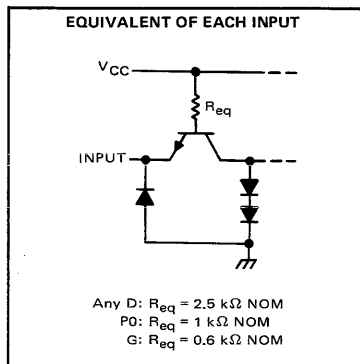 EQUIVALENT OF EACH INPUT
VCC
Req
INPUT
Any D: Req = 2.5 kΩ NOM
P0: Req = 1 kΩ NOM
G: Req = 0.6 kΩ NOM